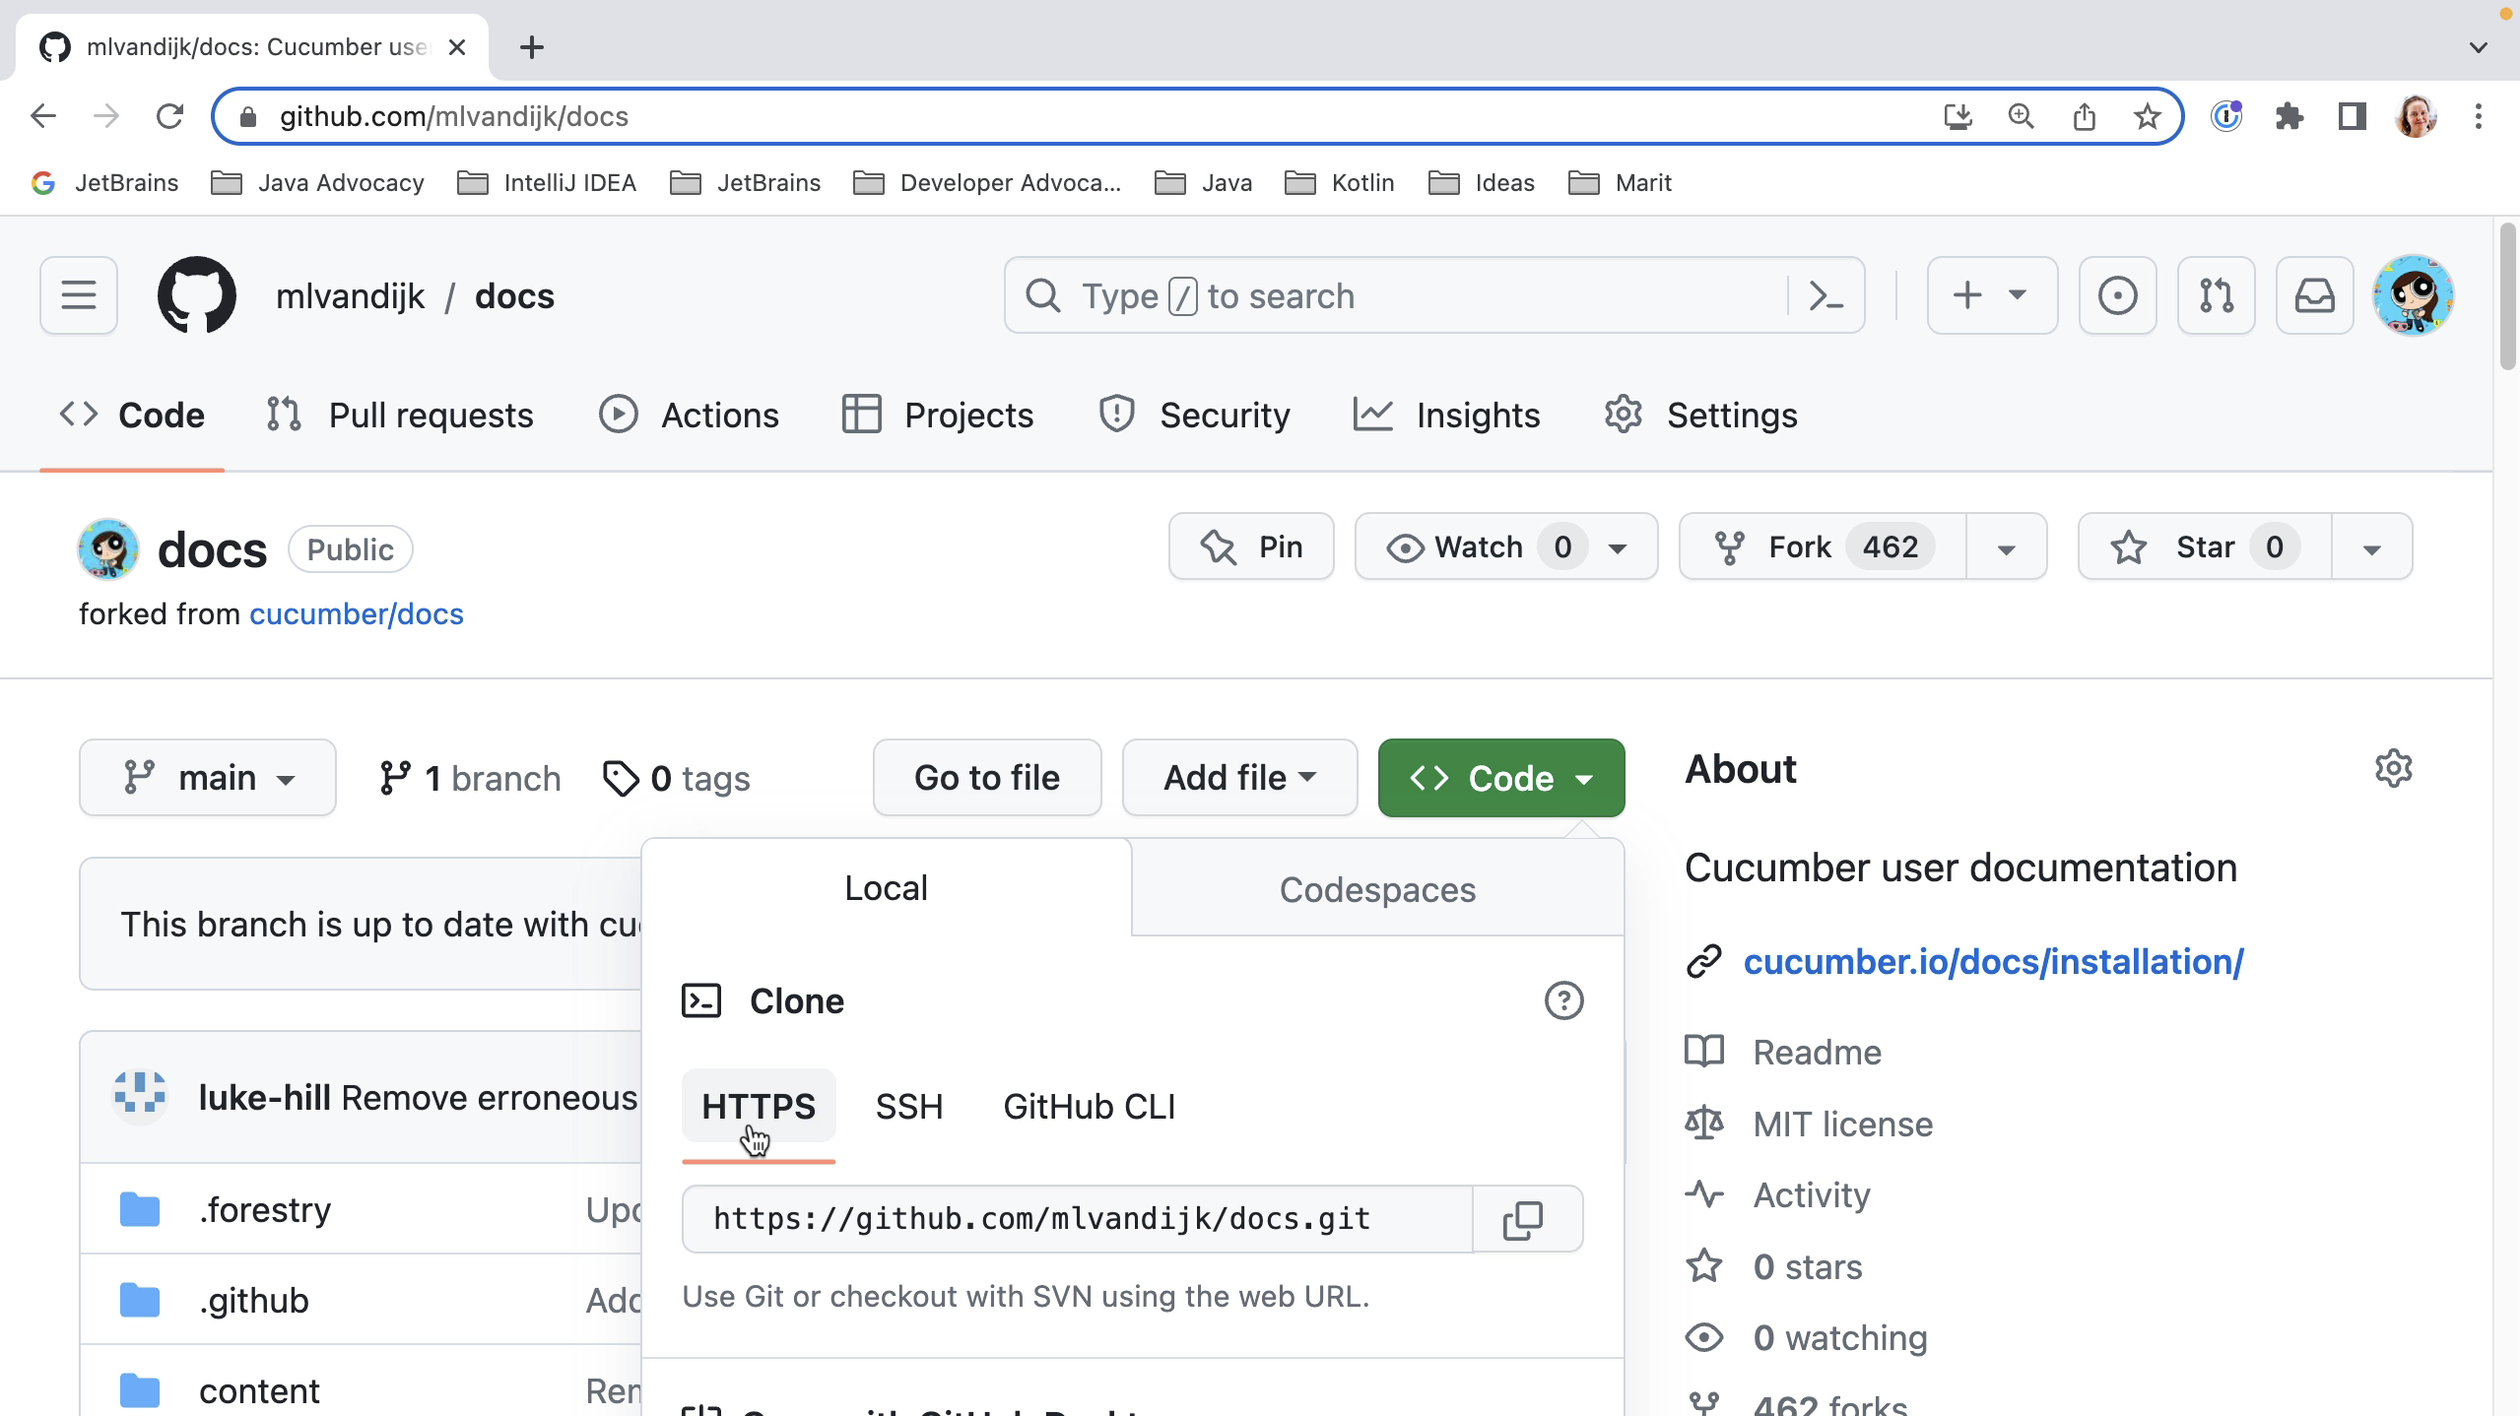 mlvandijk/docs: Cucumber use
github.com/mlvandijk/docs
JetBrains Java Advocacy IntelliJ IDEA JetBrains Developer Advoca... Java Kotlin Ideas Marit
mlvandijk / docs Type / to search
Code Pull requests Actions Projects Security Insights Settings
docs Public Pin Watch 0 Fork 462 Star 0
forked from cucumber/docs
main 1 branch 0 tags Go to file Add file Code About
Local Codespaces Cucumber user documentation
This branch is up to date with
cucumber.io/docs/installation/
Clone
Readme
luke-hill Remove erroneous HTTPS SSH GitHub CLI MIT license
Activity
.forestry https://github.com/mlvandijk/docs.git
0 stars
.github Use Git or checkout with SVN using the web URL.
0 watching
content
462 forks